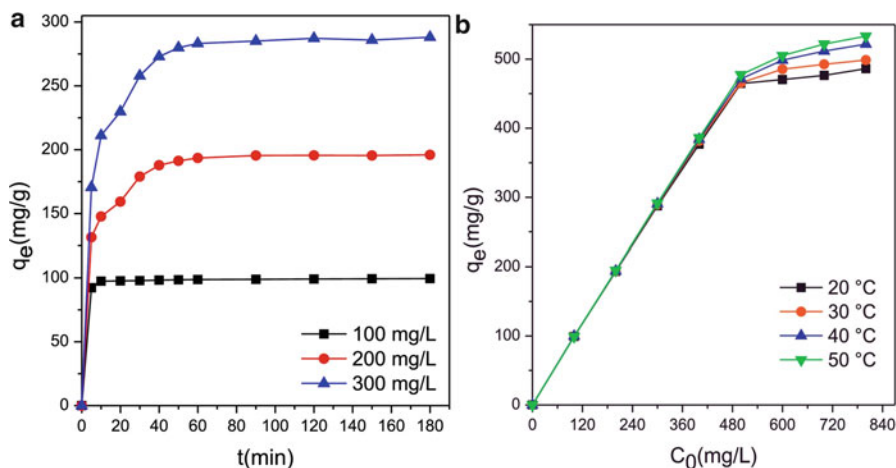 a
300
250
200
150
100
50
0
qe(mg/g)
0 20 40 60 80 100 120 140 160 180
t(min)
100 mg/L
200 mg/L
300 mg/L
b
500
400
300
200
100
0
qe(mg/g)
0 120 240 360 480 600 720 840
C0(mg/L)
20 °C
30 °C
40 °C
50 °C